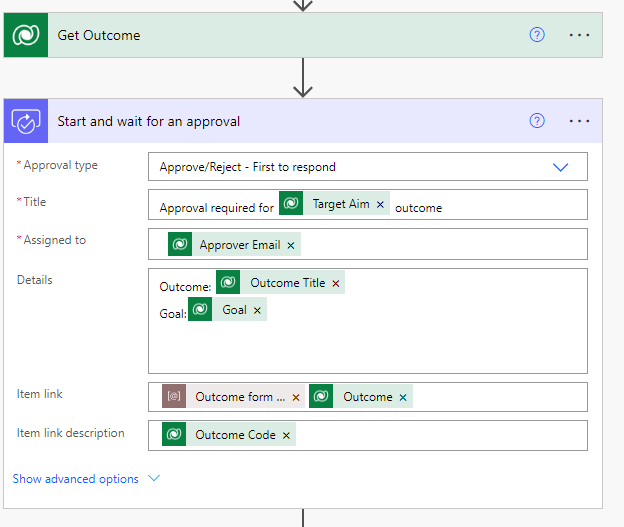 Get Outcome
Start and wait for an approval
* Approval type
Approve/Reject - First to respond
* Title
Approval required for Target Aim × outcome
* Assigned to
Approver Email ×
Details
Outcome: Outcome Title ×
Goal: Goal ×
Item link
[@] Outcome form ... × Outcome ×
Item link description
Outcome Code ×
Show advanced options